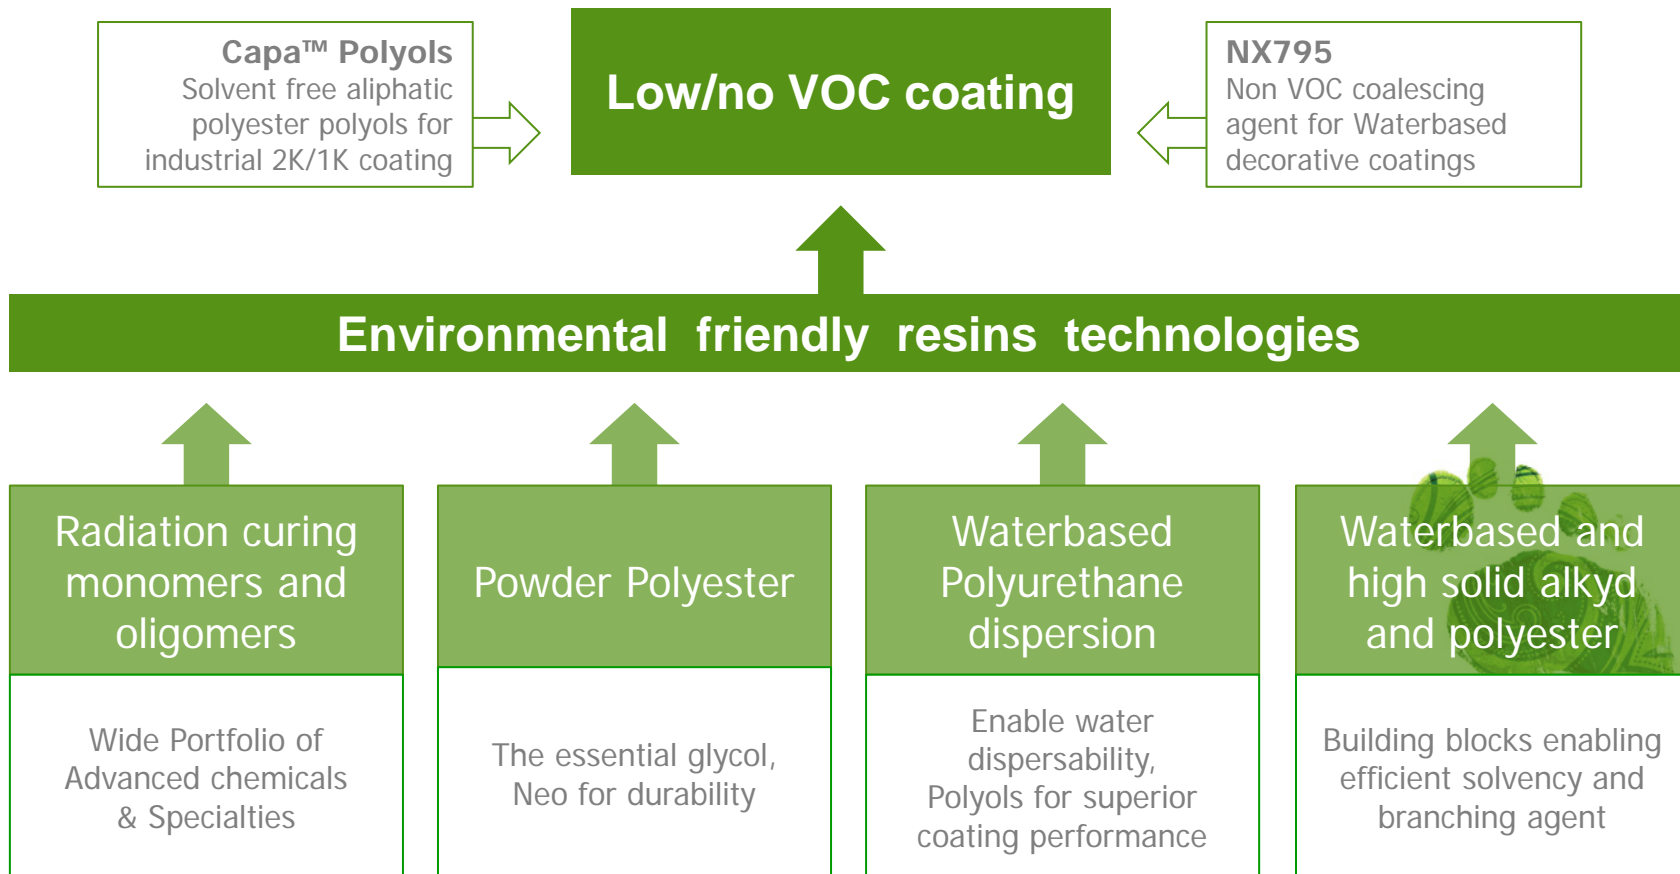 Capa™ Polyols
Solvent free aliphatic
polyester polyols for
industrial 2K/1K coating
Low/no VOC coating
NX795
Non VOC coalescing
agent for Waterbased
decorative coatings
Environmental friendly resins technologies
Radiation curing
monomers and
oligomers
Wide Portfolio of
Advanced chemicals
& Specialties
Powder Polyester
The essential glycol,
Neo for durability
Waterbased
Polyurethane
dispersion
Enable water
dispersability,
Polyols for superior
coating performance
Waterbased and
high solid alkyd
and polyester
Building blocks enabling
efficient solvency and
branching agent